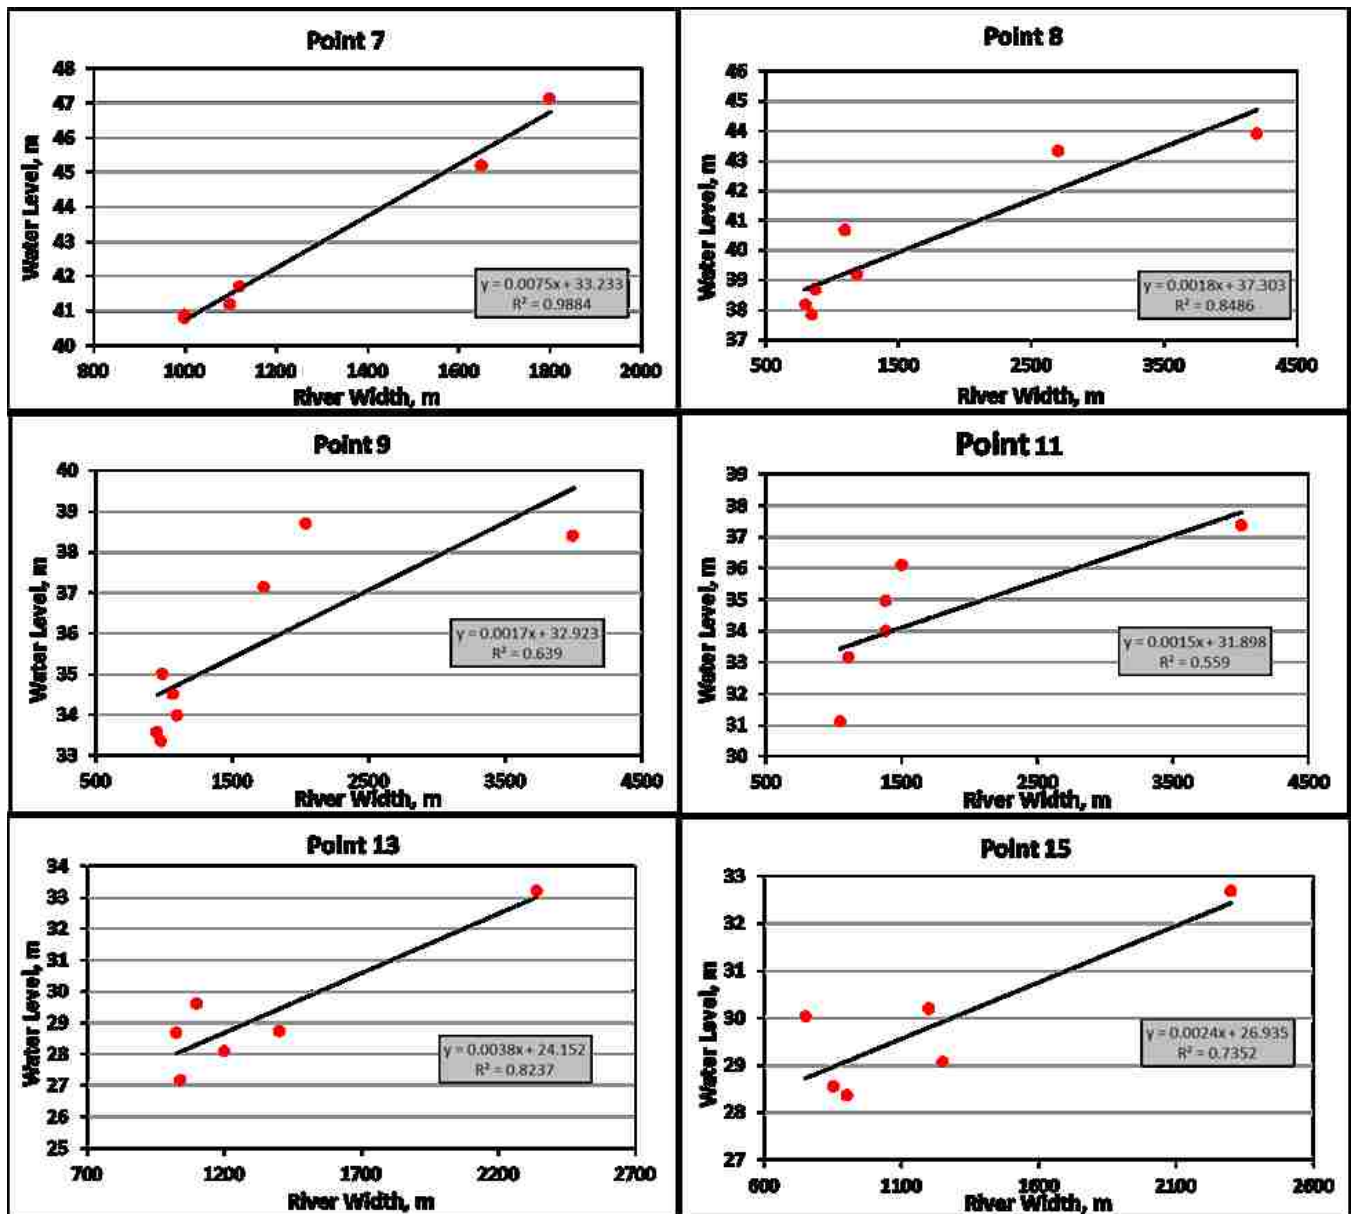 Point 7
48
47
46
45
44
43
42
41
40
Water Level, m
y = 0.0075x + 33.233
R² = 0.9884
800 1000 1200 1400 1600 1800 2000
River Width, m
Point 8
46
45
44
43
42
41
40
39
38
37
Water Level, m
y = 0.0018x + 37.303
R² = 0.8486
500 1500 2500 3500 4500
River Width, m
Point 9
40
39
38
37
36
35
34
33
Water Level, m
y = 0.0017x + 32.923
R² = 0.639
500 1500 2500 3500 4500
River Width, m
Point 11
39
38
37
36
35
34
33
32
31
30
Water Level, m
y = 0.0015x + 31.898
R² = 0.559
500 1500 2500 3500 4500
River Width, m
Point 13
34
33
32
31
30
29
28
27
26
25
Water Level, m
y = 0.0038x + 24.152
R² = 0.8237
700 1200 1700 2200 2700
River Width, m
Point 15
33
32
31
30
29
28
27
Water Level, m
y = 0.0024x + 26.935
R² = 0.7352
600 1100 1600 2100 2600
River Width, m